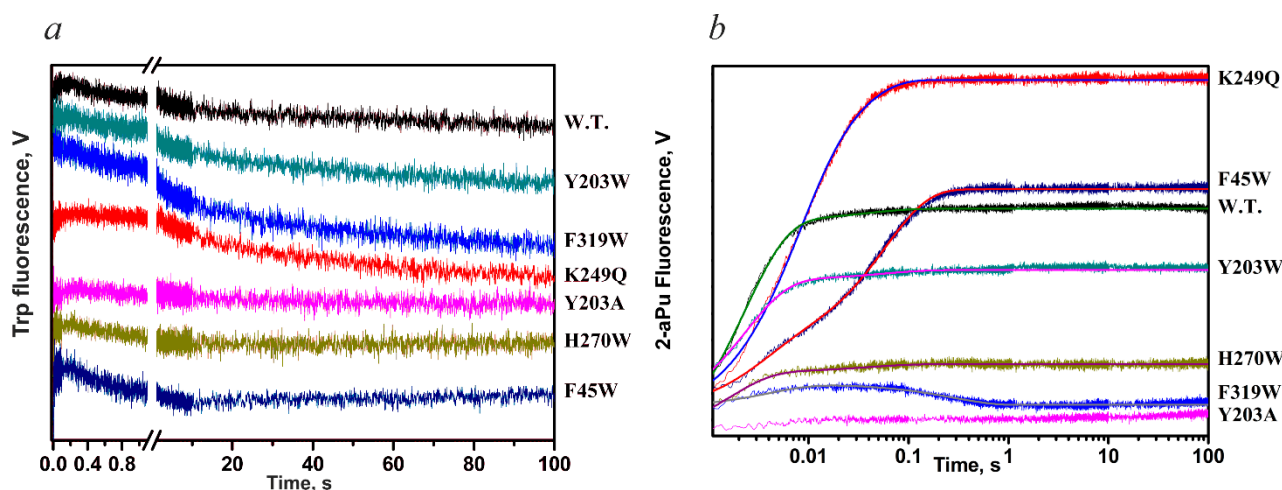 a
Trp fluorescence, V
W.T.
Y203W
F319W
K249Q
Y203A
H270W
F45W
0.0 0.4 0.8 20 40 60 80 100
Time, s
b
2-aPu Fluorescence, V
K249Q
F45W
W.T.
Y203W
H270W
F319W
Y203A
0.01 0.1 1 10 100
Time, s